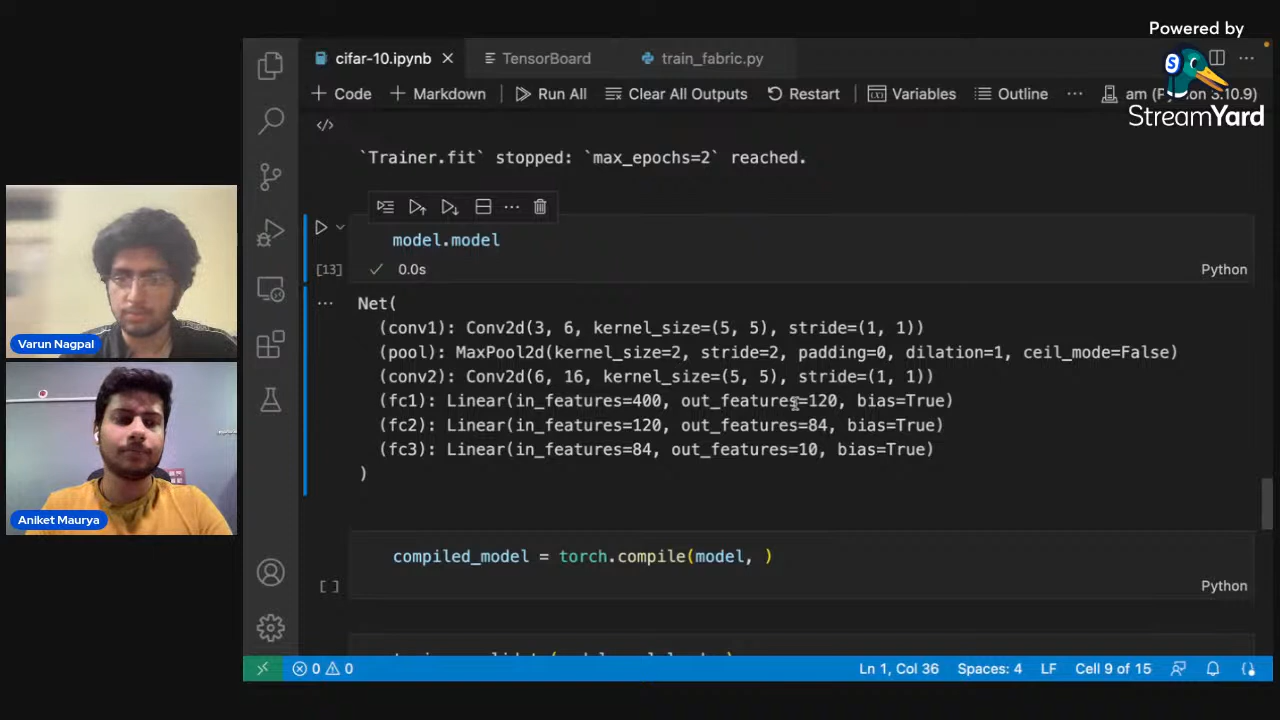 Powered by
StreamYard
cifar-10.ipynb
TensorBoard
train_fabric.py
Code
Markdown
Run All
Clear All Outputs
Restart
Variables
Outline
am (Python 3.10.9)
`Trainer.fit` stopped: `max_epochs=2` reached.
model.model
[13]
0.0s
Python
Net(
(conv1): Conv2d(3, 6, kernel_size=(5, 5), stride=(1, 1))
(pool): MaxPool2d(kernel_size=2, stride=2, padding=0, dilation=1, ceil_mode=False)
(conv2): Conv2d(6, 16, kernel_size=(5, 5), stride=(1, 1))
(fc1): Linear(in_features=400, out_features=120, bias=True)
(fc2): Linear(in_features=120, out_features=84, bias=True)
(fc3): Linear(in_features=84, out_features=10, bias=True)
)
compiled_model = torch.compile(model, )
[ ]
Python
Varun Nagpal
Aniket Maurya
0
0
Ln 1, Col 36
Spaces: 4
LF
Cell 9 of 15